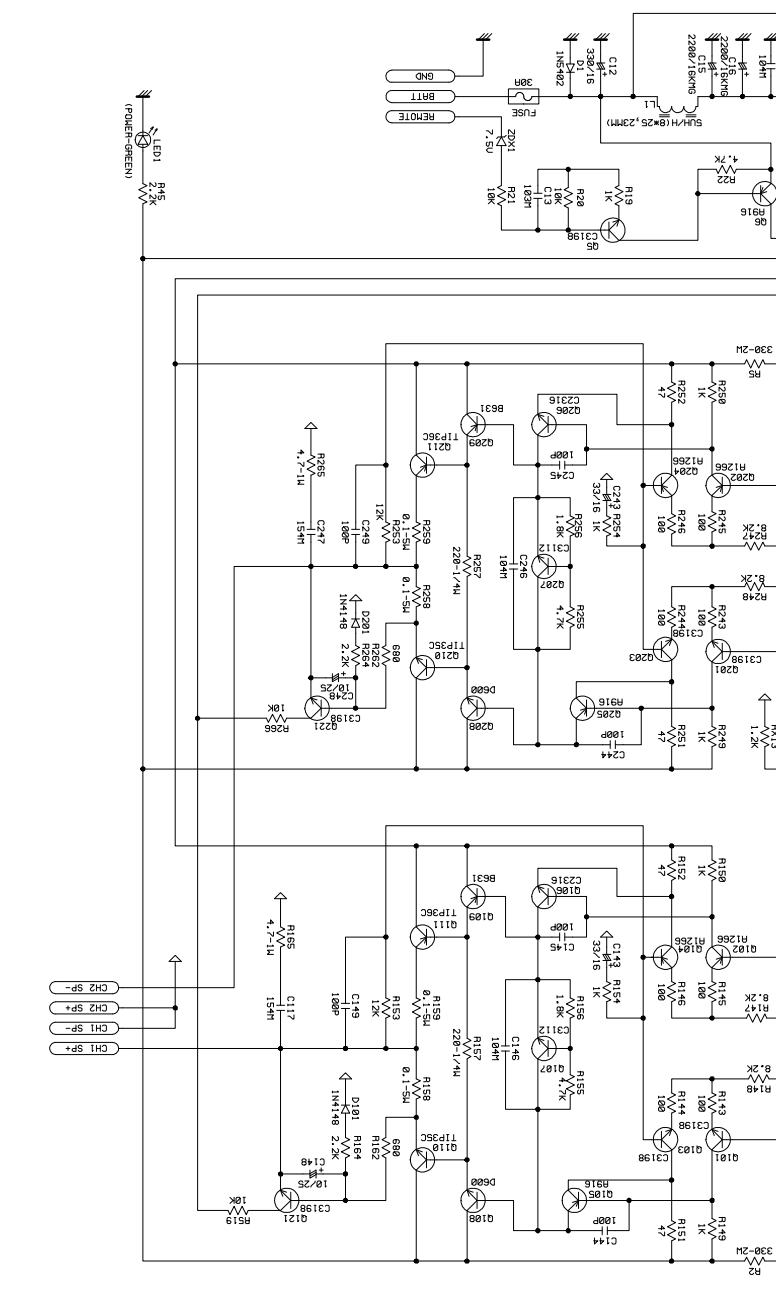 GND
BATT
REMOTE
30A
FUSE
D1
1N5402
C12
330/16
L1
5UH/H(8*25,23MM)
C15
2200/16KMG
C16
2200/16KMG
104M
LED1
(POWER-GREEN)
R45
2.2K
ZDX1
7.5V
R21
10K
C13
103M
R20
10K
R19
1K
C3198
Q5
4.7K
R22
A916
Q6
330-2W
R5
R252
47
R250
1K
C2316
Q206
B631
Q209
TIP36C
Q211
100P
C245
R265
4.7-1W
C247
154M
C249
100P
12K
R253
R259
0.1-5W
R257
220-1/4W
R256
1.8K
C3112
Q207
C246
104M
C243
33/16
R254
1K
A1266
Q204
A1266
Q202
R246
100
R245
100
8.2K
R247
8.2K
R248
R258
0.1-5W
D201
1N4148
R264
2.2K
R262
680
R255
4.7K
R244
100
R243
100
C3198
Q203
C3198
Q201
TIP35C
Q210
C248
10/25
C3198
Q221
10K
R266
D600
Q208
A916
Q205
100P
C244
R251
47
R249
1K
RX13
1.2K
R152
47
R150
1K
C2316
Q106
B631
Q109
TIP36C
Q111
100P
C145
R165
4.7-1W
C117
154M
C149
100P
R153
12K
R159
0.1-5W
R157
220-1/4W
R156
1.8K
C3112
Q107
C146
104M
C143
33/16
R154
1K
A1266
Q104
A1266
Q102
R146
100
R145
100
8.2K
R147
CH2 SP-
CH2 SP+
CH1 SP-
CH1 SP+
8.2K
R148
R158
0.1-5W
D101
1N4148
R164
2.2K
R162
680
R155
4.7K
R144
100
R143
100
C3198
Q103
C3198
Q101
TIP35C
Q110
C148
10/25
C3198
Q121
10K
R519
D600
Q108
A916
Q105
100P
C144
R151
47
R149
1K
330-2W
R2